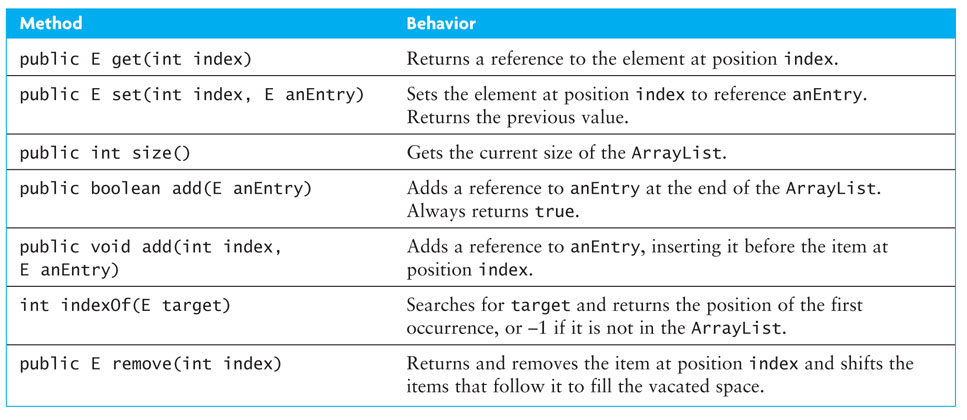 Method Behavior
public E get(int index) Returns a reference to the element at position index.
public E set(int index, E anEntry) Sets the element at position index to reference anEntry.
Returns the previous value.
public int size() Gets the current size of the ArrayList.
public boolean add(E anEntry) Adds a reference to anEntry at the end of the ArrayList.
Always returns true.
public void add(int index, Adds a reference to anEntry, inserting it before the item at
E anEntry) position index.
int indexOf(E target) Searches for target and returns the position of the first
occurrence, or –1 if it is not in the ArrayList.
public E remove(int index) Returns and removes the item at position index and shifts the
items that follow it to fill the vacated space.